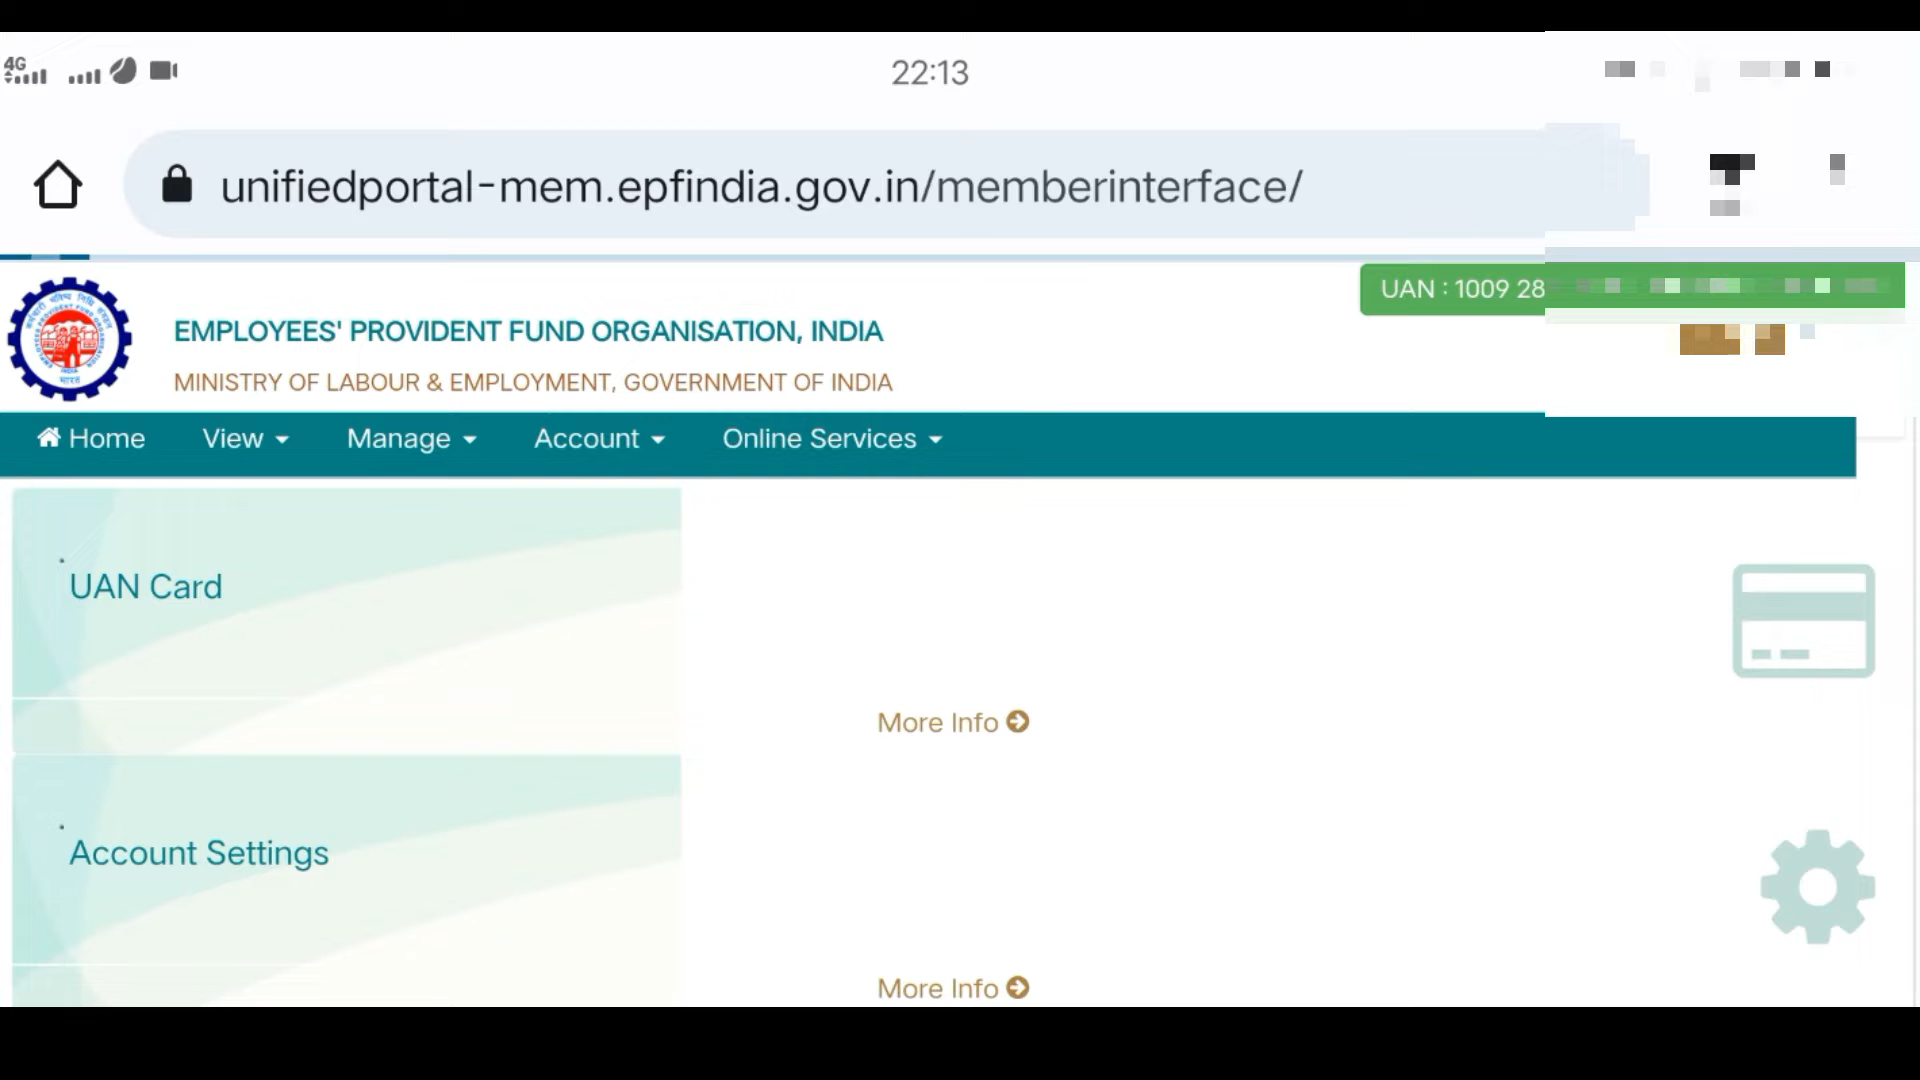 4G
22:13
unifiedportal-mem.epfindia.gov.in/memberinterface/
UAN : 1009 28
EMPLOYEES' PROVIDENT FUND ORGANISATION, INDIA
MINISTRY OF LABOUR & EMPLOYMENT, GOVERNMENT OF INDIA
Home View Manage Account Online Services
UAN Card
More Info
Account Settings
More Info